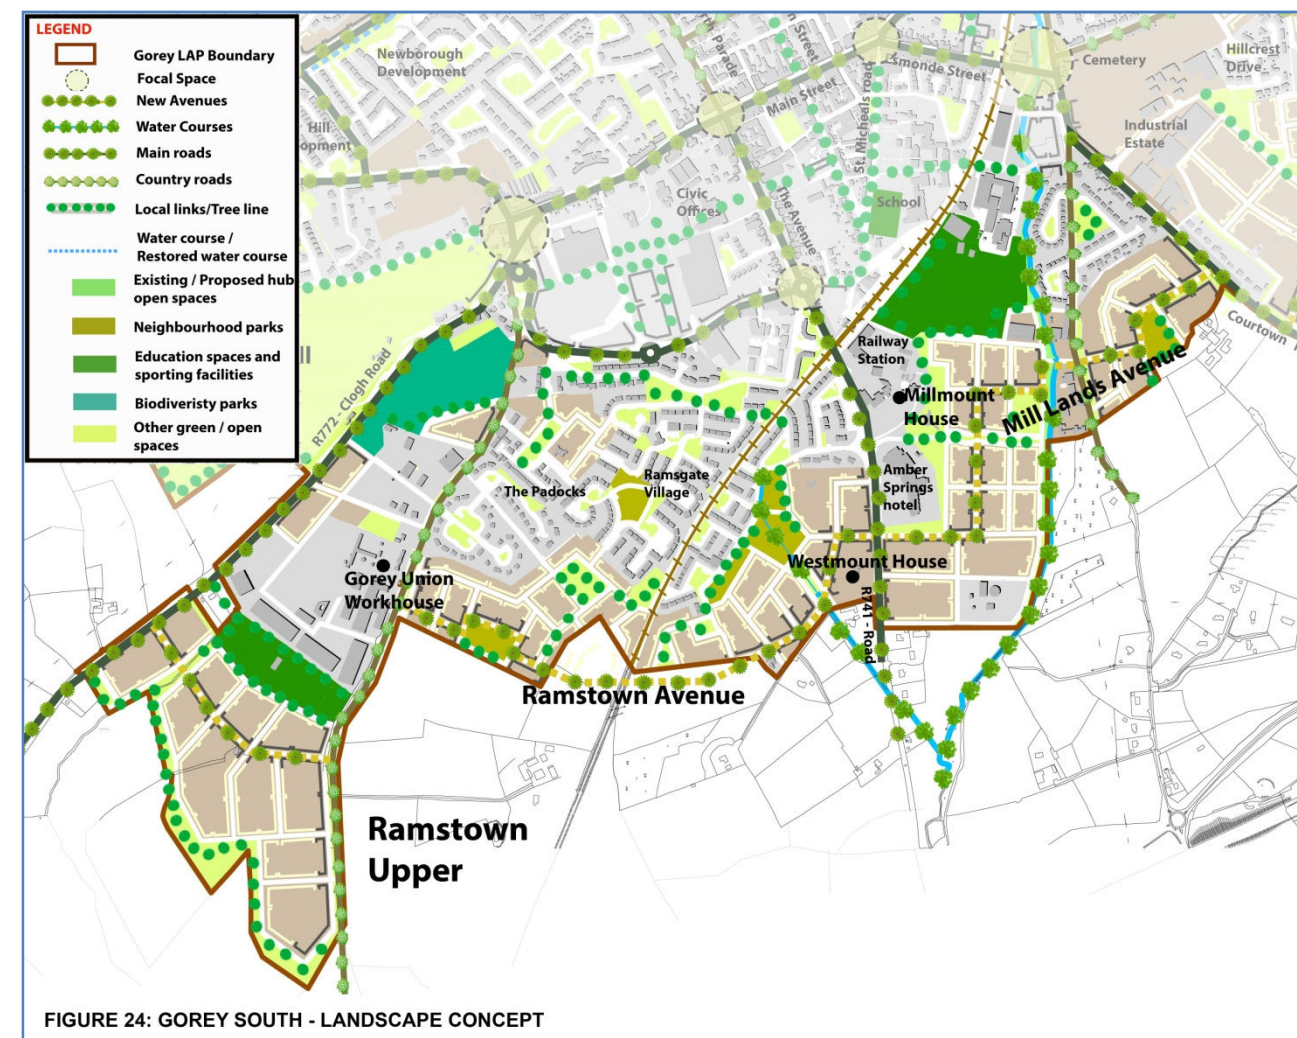 LEGEND
Gorey LAP Boundary
Focal Space
New Avenues
Water Courses
Main roads
Country roads
Local links/Tree line
Water course /
Restored water course
Existing / Proposed hub
open spaces
Neighbourhood parks
Education spaces and
sporting facilities
Biodiveristy parks
Other green / open
spaces
Newborough
Development
Hill
Main Street
St. Micheals road
Cemetery
Hillcrest
Drive
Industrial
Estate
Civic
Offices
The Avenue
School
R772 - Clogh Road
Railway
Station
Courtown
Millmount
House
Mill Lands Avenue
The Padocks
Ramsgate
Village
Amber
Springs
hotel
Gorey Union
Workhouse
Westmount House
R741 - Road
Ramstown Avenue
Ramstown
Upper
FIGURE 24: GOREY SOUTH - LANDSCAPE CONCEPT